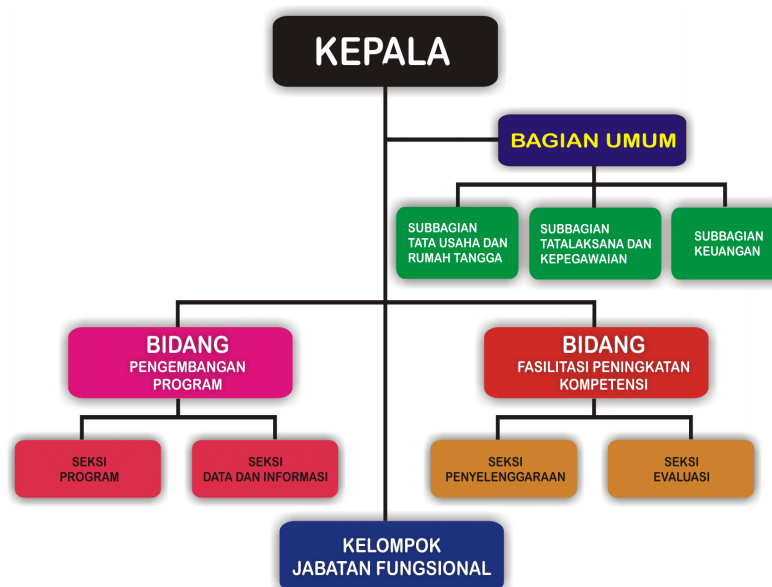 KEPALA
BAGIAN UMUM
SUBBAGIAN
TATA USAHA DAN
RUMAH TANGGA
SUBBAGIAN
TATALAKSANA DAN
KEPEGAWAIAN
SUBBAGIAN
KEUANGAN
BIDANG
PENGEMBANGAN
PROGRAM
BIDANG
FASILITASI PENINGKATAN
KOMPETENSI
SEKSI
PROGRAM
SEKSI
DATA DAN INFORMASI
SEKSI
PENYELENGGARAAN
SEKSI
EVALUASI
KELOMPOK
JABATAN FUNGSIONAL